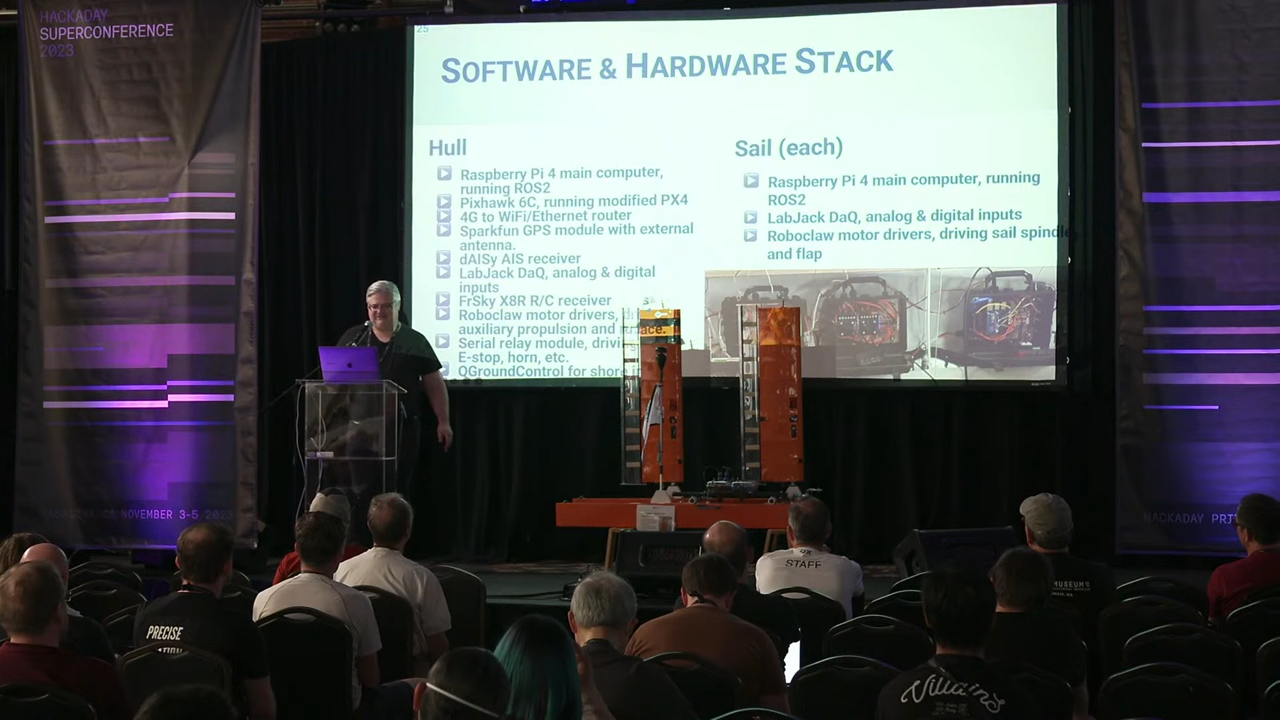 HACKADAY
SUPERCONFERENCE
2023
25
SOFTWARE & HARDWARE STACK
Hull
Raspberry Pi 4 main computer,
running ROS2
Pixhawk 6C, running modified PX4
4G to WiFi/Ethernet router
Sparkfun GPS module with external
antenna.
dAISy AIS receiver
LabJack DaQ, analog & digital
inputs
FrSky X8R R/C receiver
Roboclaw motor drivers,
auxiliary propulsion and
Serial relay module,
E-stop, horn, etc.
QGroundControl for
Sail (each)
Raspberry Pi 4 main computer, running
ROS2
LabJack DaQ, analog & digital inputs
Roboclaw motor drivers, driving sail spindle
and flap
NOVEMBER 3-5 2023
HACKADAY
STAFF
MUSEUM
PRECISE
Villains